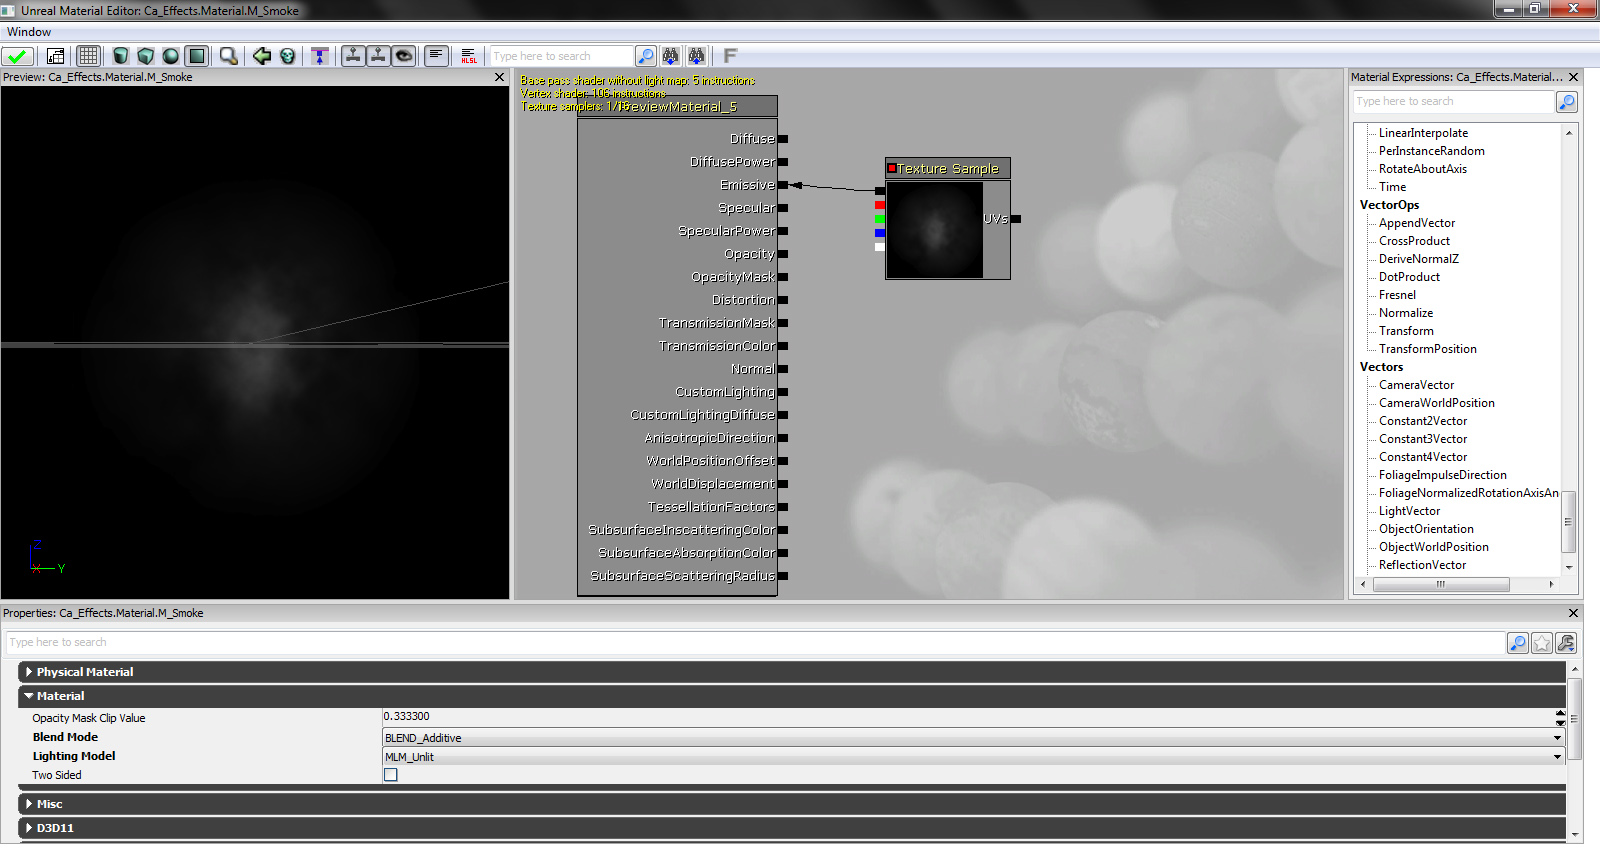 Unreal Material Editor: Ca_Effects.Material.M_Smoke
Window
HLSL
Type here to search
F
Preview: Ca_Effects.Material.M_Smoke
Z
X
Y
Base pass shader without light map: 5 instructions
Vertex shader: 106 instructions
Texture samplers: 1/16
PreviewMaterial_5
Diffuse
DiffusePower
Emissive
Specular
SpecularPower
Opacity
OpacityMask
Distortion
TransmissionMask
TransmissionColor
Normal
CustomLighting
CustomLightingDiffuse
AnisotropicDirection
WorldPositionOffset
WorldDisplacement
TessellationFactors
SubsurfaceInscatteringColor
SubsurfaceAbsorptionColor
SubsurfaceScatteringRadius
Texture Sample
UVs
Material Expressions: Ca_Effects.Material...
Type here to search
LinearInterpolate
PerInstanceRandom
RotateAboutAxis
Time
VectorOps
AppendVector
CrossProduct
DeriveNormalZ
DotProduct
Fresnel
Normalize
Transform
TransformPosition
Vectors
CameraVector
CameraWorldPosition
Constant2Vector
Constant3Vector
Constant4Vector
FoliageImpulseDirection
FoliageNormalizedRotationAxisAn
LightVector
ObjectOrientation
ObjectWorldPosition
ReflectionVector
Properties: Ca_Effects.Material.M_Smoke
Type here to search
Physical Material
Material
Opacity Mask Clip Value 0.333300
Blend Mode BLEND_Additive
Lighting Model MLM_Unlit
Two Sided
Misc
D3D11